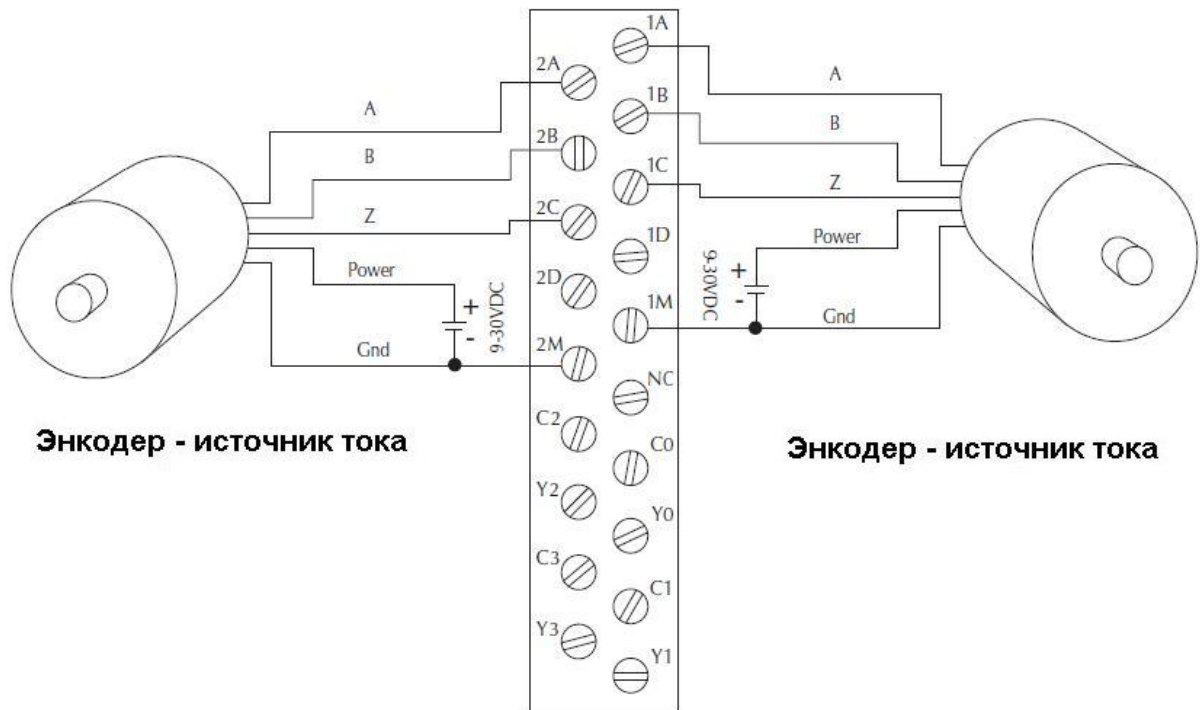 1A
2A
A
A
1B
B
2B
B
1C
Z
2C
Z
1D
Power
Power
2D
+
-
9-30VDC
+
-
9-30VDC
1M
Gnd
2M
Gnd
NC
Энкодер - источник тока
C2
C0
Энкодер - источник тока
Y2
Y0
C3
C1
Y3
Y1